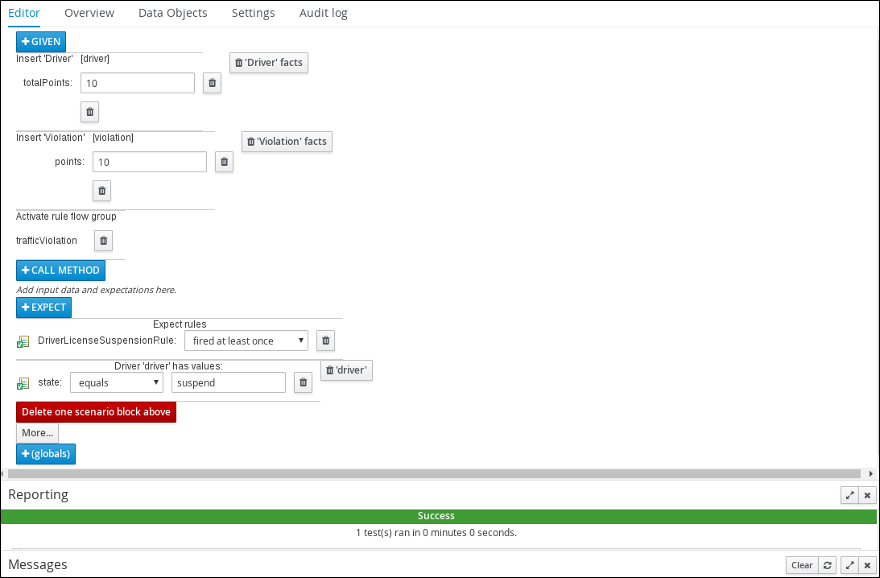 Editor Overview Data Objects Settings Audit log
+ GIVEN
Insert 'Driver' [driver] 'Driver' facts
totalPoints: 10
Insert 'Violation' [violation] 'Violation' facts
points: 10
Activate rule flow group
trafficViolation
+ CALL METHOD
Add input data and expectations here.
+ EXPECT
Expect rules
DriverLicenseSuspensionRule: fired at least once
Driver 'driver' has values: 'driver'
state: equals suspend
Delete one scenario block above
More...
+ (globals)
Reporting
Success
1 test(s) ran in 0 minutes 0 seconds.
Messages Clear